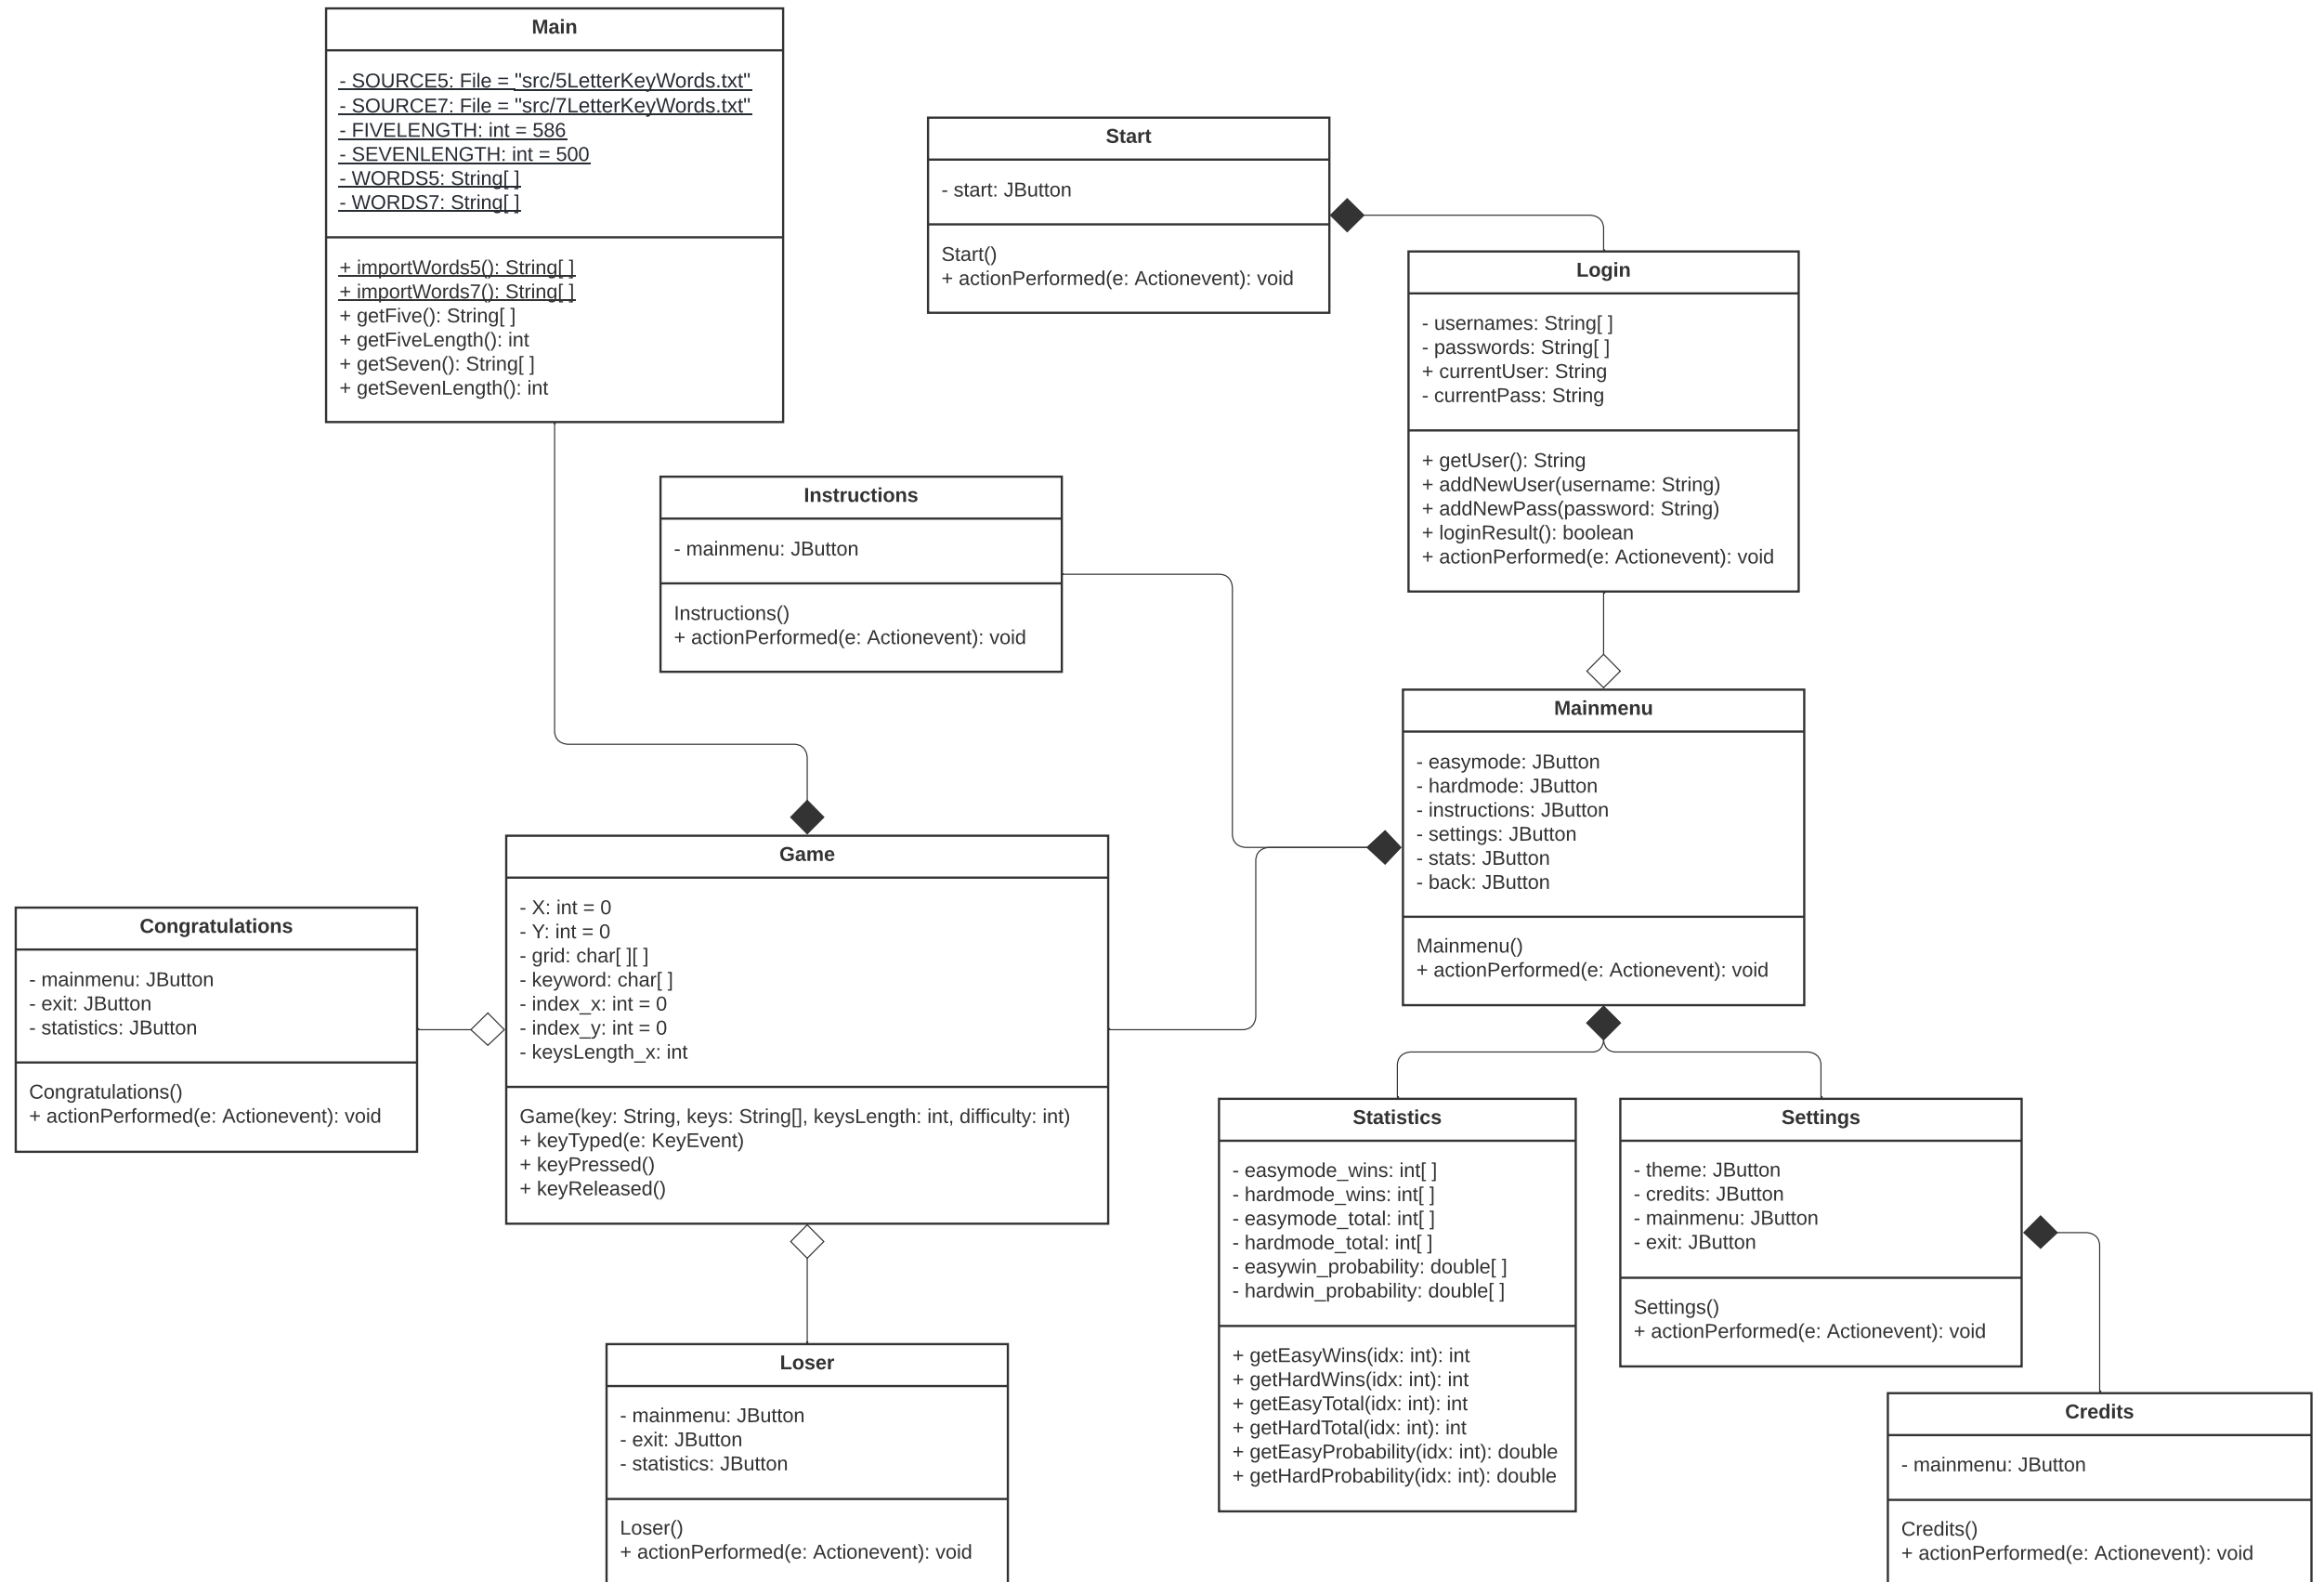 Main
- SOURCE5: File = "src/5LetterKeyWords.txt"
- SOURCE7: File = "src/7LetterKeyWords.txt"
- FIVELENGTH: int = 586
- SEVENLENGTH: int = 500
- WORDS5: String[ ]
- WORDS7: String[ ]
+ importWords5(): String[ ]
+ importWords7(): String[ ]
+ getFive(): String[ ]
+ getFiveLength(): int
+ getSeven(): String[ ]
+ getSevenLength(): int
Start
- start: JButton
Start()
+ actionPerformed(e: Actionevent): void
Login
- usernames: String[ ]
- passwords: String[ ]
+ currentUser: String
- currentPass: String
+ getUser(): String
+ addNewUser(username: String)
+ addNewPass(password: String)
+ loginResult(): boolean
+ actionPerformed(e: Actionevent): void
Instructions
- mainmenu: JButton
Instructions()
+ actionPerformed(e: Actionevent): void
Mainmenu
- easymode: JButton
- hardmode: JButton
- instructions: JButton
- settings: JButton
- stats: JButton
- back: JButton
Mainmenu()
+ actionPerformed(e: Actionevent): void
Game
- X: int = 0
- Y: int = 0
- grid: char[ ][ ]
- keyword: char[ ]
- index_x: int = 0
- index_y: int = 0
- keysLength_x: int
Game(key: String, keys: String[], keysLength: int, difficulty: int)
+ keyTyped(e: KeyEvent)
+ keyPressed()
+ keyReleased()
Congratulations
- mainmenu: JButton
- exit: JButton
- statistics: JButton
Congratulations()
+ actionPerformed(e: Actionevent): void
Statistics
- easymode_wins: int[ ]
- hardmode_wins: int[ ]
- easymode_total: int[ ]
- hardmode_total: int[ ]
- easywin_probability: double[ ]
- hardwin_probability: double[ ]
+ getEasyWins(idx: int): int
+ getHardWins(idx: int): int
+ getEasyTotal(idx: int): int
+ getHardTotal(idx: int): int
+ getEasyProbability(idx: int): double
+ getHardProbability(idx: int): double
Settings
- theme: JButton
- credits: JButton
- mainmenu: JButton
- exit: JButton
Settings()
+ actionPerformed(e: Actionevent): void
Loser
- mainmenu: JButton
- exit: JButton
- statistics: JButton
Loser()
+ actionPerformed(e: Actionevent): void
Credits
- mainmenu: JButton
Credits()
+ actionPerformed(e: Actionevent): void